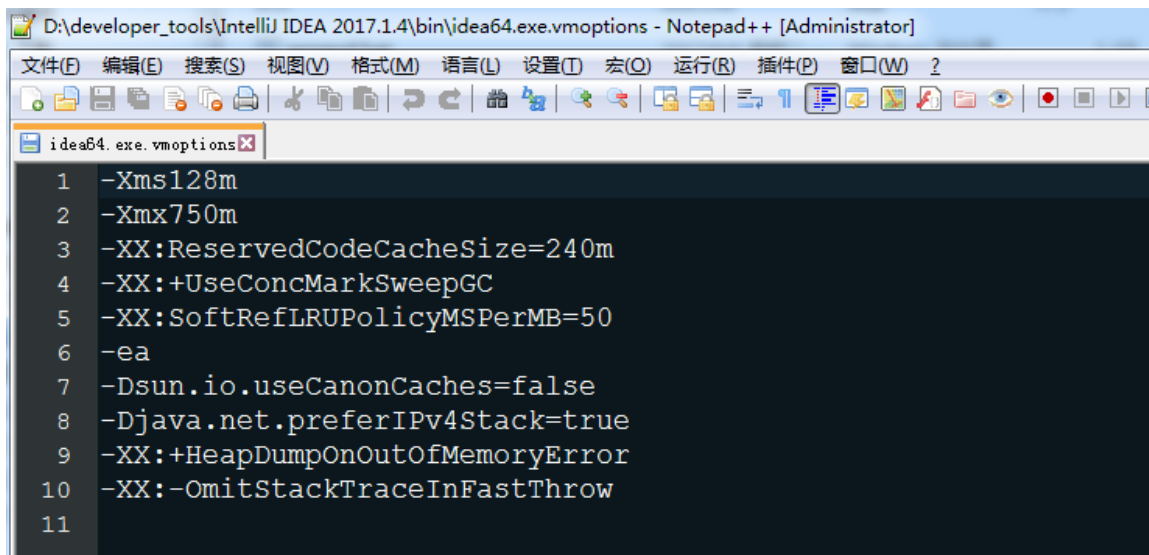 D:\developer_tools\IntelliJ IDEA 2017.1.4\bin\idea64.exe.vmoptions - Notepad++ [Administrator]
文件(F) 编辑(E) 搜索(S) 视图(V) 格式(M) 语言(L) 设置(T) 宏(O) 运行(R) 插件(P) 窗口(W) ?
idea64.exe.vmoptions
1 -Xms128m
2 -Xmx750m
3 -XX:ReservedCodeCacheSize=240m
4 -XX:+UseConcMarkSweepGC
5 -XX:SoftRefLRUPolicyMSPerMB=50
6 -ea
7 -Dsun.io.useCanonCaches=false
8 -Djava.net.preferIPv4Stack=true
9 -XX:+HeapDumpOnOutOfMemoryError
10 -XX:-OmitStackTraceInFastThrow
11